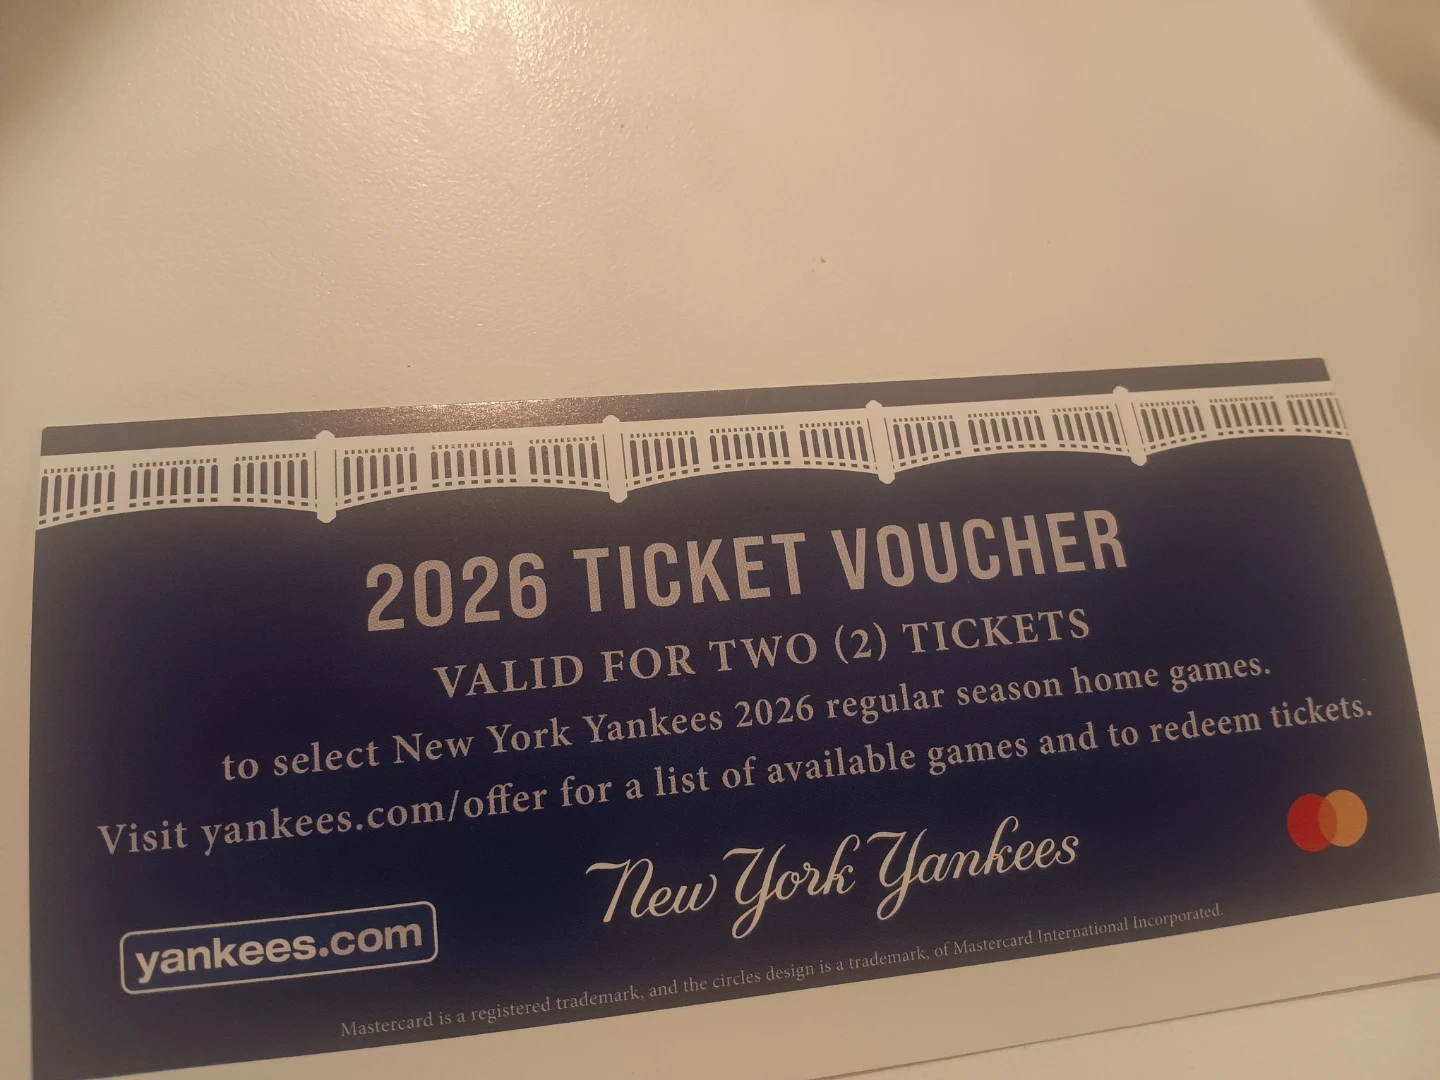 2026 TICKET VOUCHER
VALID FOR TWO (2) TICKETS
to select New York Yankees 2026 regular season home games.
Visit yankees.com/offer for a list of available games and to redeem tickets.
New York Yankees
yankees.com
Mastercard is a registered trademark, and the circles design is a trademark, of Mastercard International Incorporated.